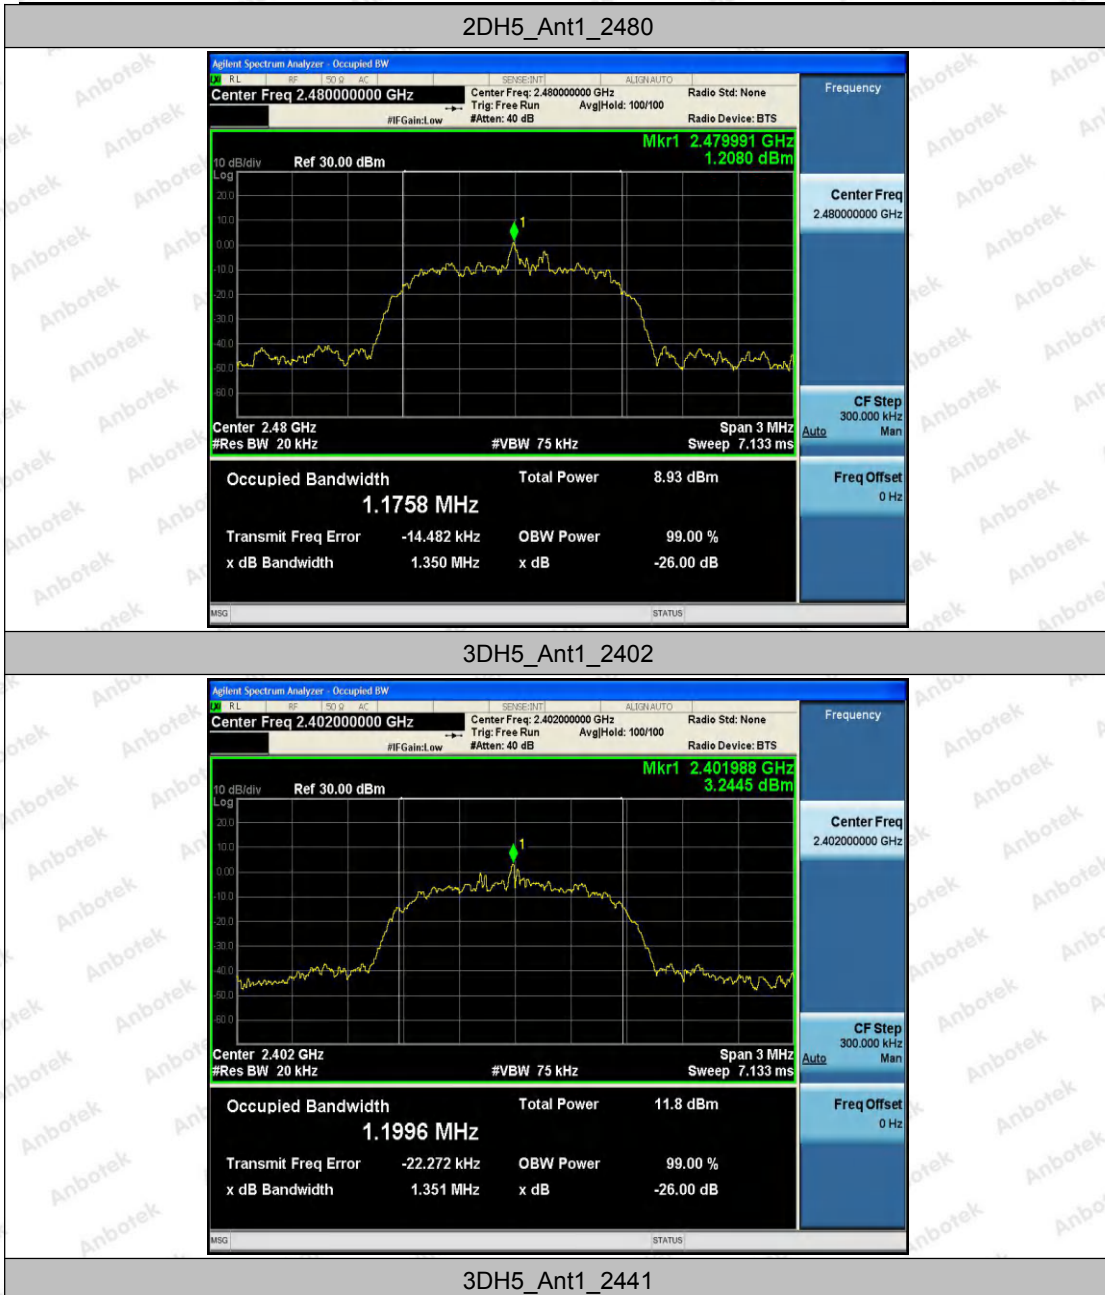 2DH5_Ant1_2480
Agilent Spectrum Analyzer - Occupied BW
RL RF 50 Ω AC SENSE:INT ALIGN AUTO
Center Freq 2.480000000 GHz
Center Freq: 2.480000000 GHz
Radio Std: None
Trig: Free Run Avg|Hold: 100/100
#IFGain:Low #Atten: 40 dB Radio Device: BTS
Mkr1 2.479991 GHz
1.2080 dBm
10 dB/div Ref 30.00 dBm
Log
20.0
10.0
0.00
-10.0
-20.0
-30.0
-40.0
-50.0
-60.0
Center 2.48 GHz Span 3 MHz
#Res BW 20 kHz #VBW 75 kHz Sweep 7.133 ms
Occupied Bandwidth Total Power 8.93 dBm
1.1758 MHz
Transmit Freq Error -14.482 kHz OBW Power 99.00 %
x dB Bandwidth 1.350 MHz x dB -26.00 dB
MSG STATUS
Frequency
Center Freq
2.480000000 GHz
CF Step
300.000 kHz
Auto Man
Freq Offset
0 Hz
3DH5_Ant1_2402
Agilent Spectrum Analyzer - Occupied BW
RL RF 50 Ω AC SENSE:INT ALIGN AUTO
Center Freq 2.402000000 GHz
Center Freq: 2.402000000 GHz
Radio Std: None
Trig: Free Run Avg|Hold: 100/100
#IFGain:Low #Atten: 40 dB Radio Device: BTS
Mkr1 2.401988 GHz
3.2445 dBm
10 dB/div Ref 30.00 dBm
Log
20.0
10.0
0.00
-10.0
-20.0
-30.0
-40.0
-50.0
-60.0
Center 2.402 GHz Span 3 MHz
#Res BW 20 kHz #VBW 75 kHz Sweep 7.133 ms
Occupied Bandwidth Total Power 11.8 dBm
1.1996 MHz
Transmit Freq Error -22.272 kHz OBW Power 99.00 %
x dB Bandwidth 1.351 MHz x dB -26.00 dB
MSG STATUS
Frequency
Center Freq
2.402000000 GHz
CF Step
300.000 kHz
Auto Man
Freq Offset
0 Hz
3DH5_Ant1_2441
Anbotek